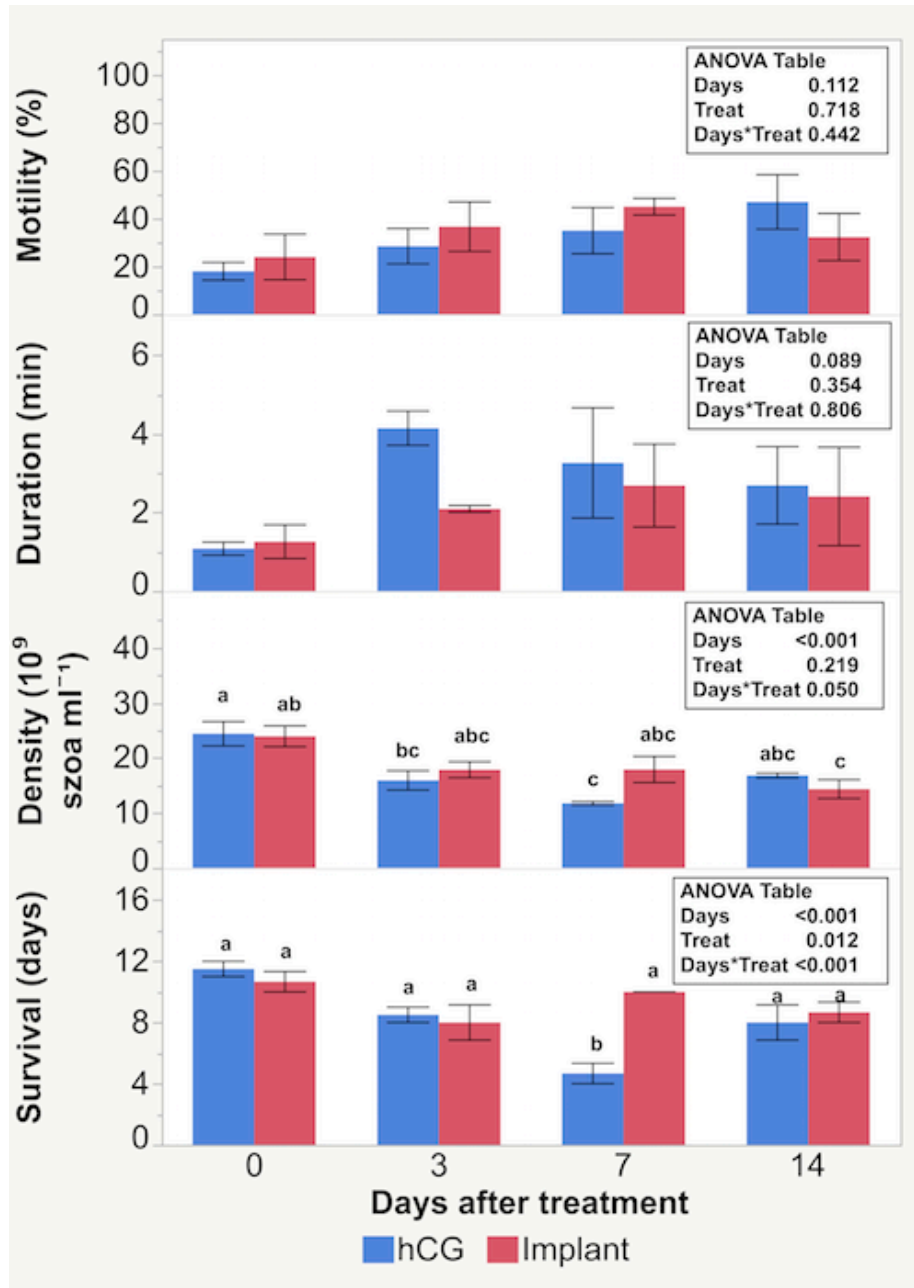 Motility (%)
100
80
60
40
20
0
ANOVA Table
Days 0.112
Treat 0.718
Days*Treat 0.442
Duration (min)
6
4
2
0
ANOVA Table
Days 0.089
Treat 0.354
Days*Treat 0.806
Density (10⁹
szoa ml⁻¹)
40
30
20
10
0
ANOVA Table
Days <0.001
Treat 0.219
Days*Treat 0.050
a ab bc abc c abc abc c
Survival (days)
16
12
8
4
0
ANOVA Table
Days <0.001
Treat 0.012
Days*Treat <0.001
a a a a b a a a
0 3 7 14
Days after treatment
hCG Implant